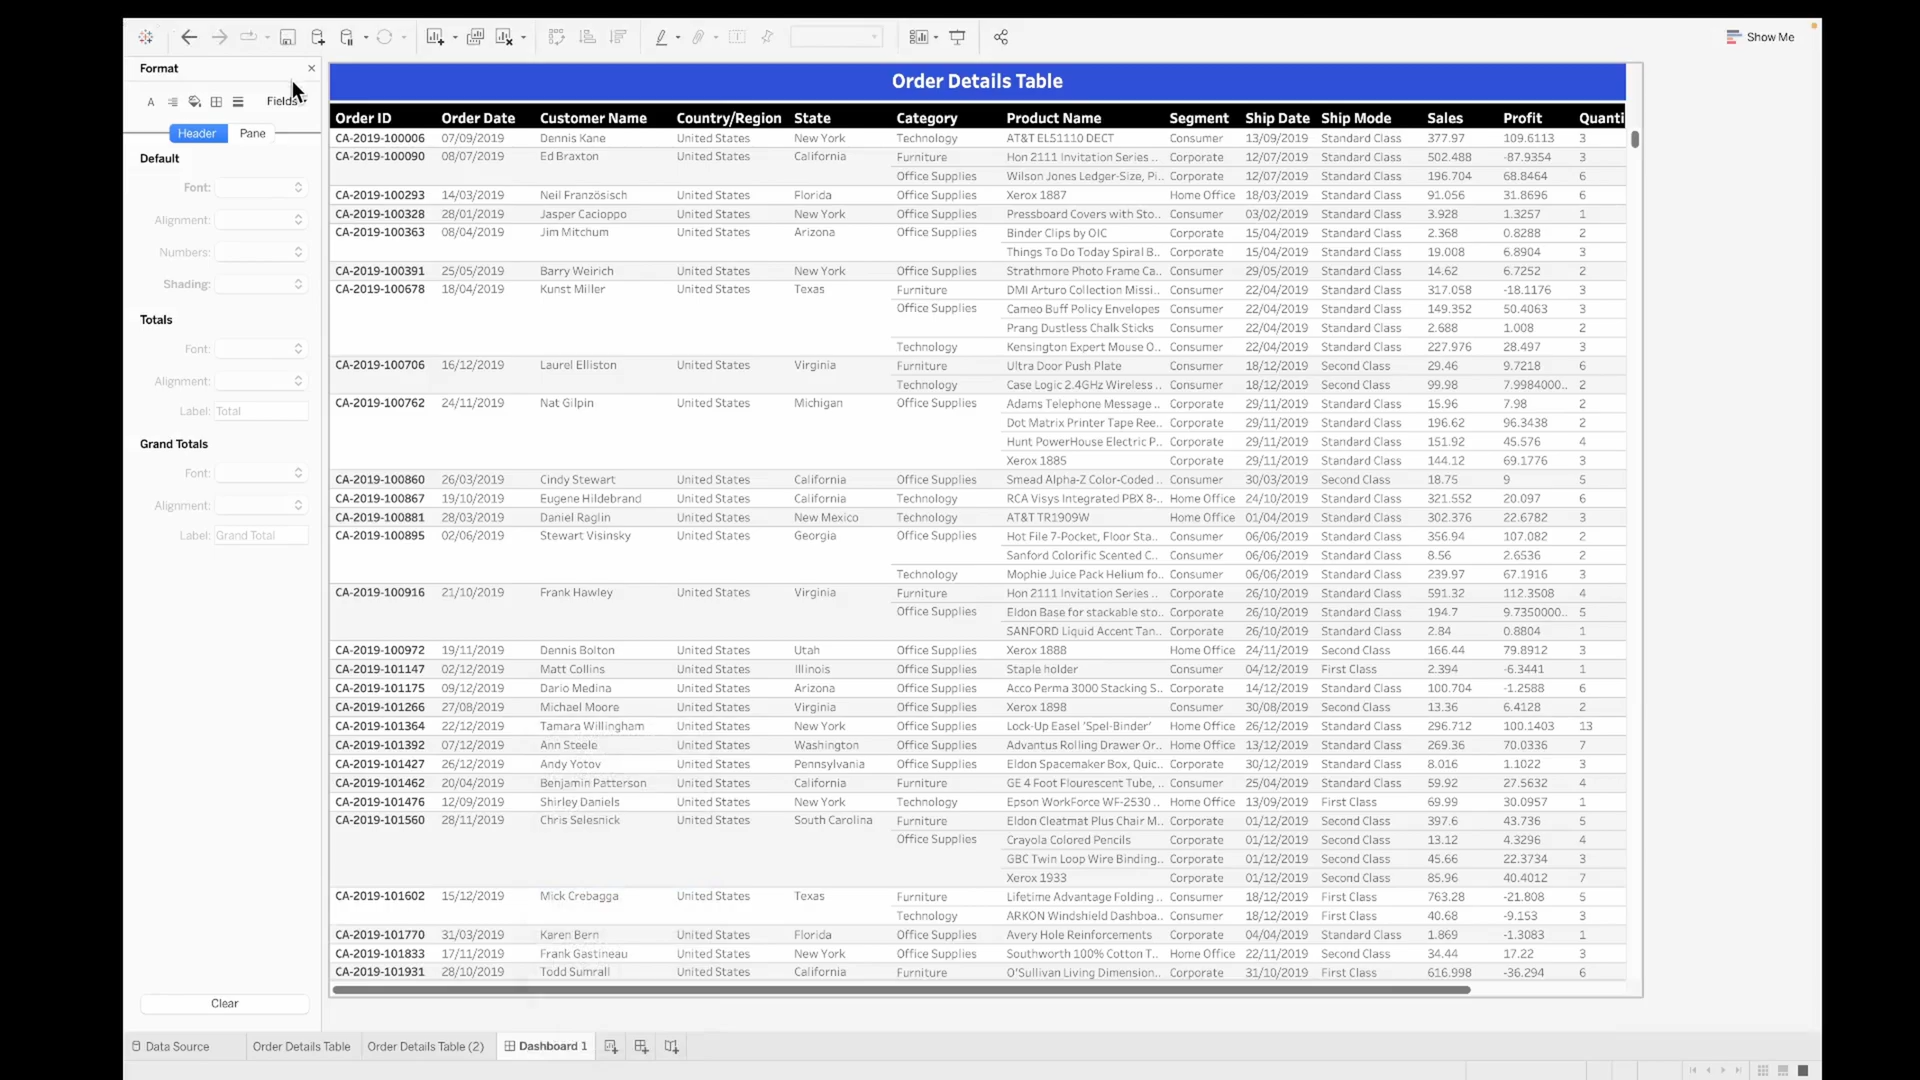 Show Me
Format
Fields
Header Pane
Default
Font:
Alignment:
Numbers:
Shading:
Totals
Font:
Alignment:
Label: Total
Grand Totals
Font:
Alignment:
Label: Grand Total
Clear
Order Details Table
Order ID Order Date Customer Name Country/Region State Category Product Name Segment Ship Date Ship Mode Sales Profit Quanti
CA-2019-100006 07/09/2019 Dennis Kane United States New York Technology AT&T EL51110 DECT Consumer 13/09/2019 Standard Class 377.97 109.6113 3
CA-2019-100090 08/07/2019 Ed Braxton United States California Furniture Hon 2111 Invitation Series .. Corporate 12/07/2019 Standard Class 502.488 -87.9354 3
Office Supplies Wilson Jones Ledger-Size, Pi.. Corporate 12/07/2019 Standard Class 196.704 68.8464 6
CA-2019-100293 14/03/2019 Neil Französisch United States Florida Office Supplies Xerox 1887 Home Office 18/03/2019 Standard Class 91.056 31.8696 6
CA-2019-100328 28/01/2019 Jasper Cacioppo United States New York Office Supplies Pressboard Covers with Sto.. Consumer 03/02/2019 Standard Class 3.928 1.3257 1
CA-2019-100363 08/04/2019 Jim Mitchum United States Arizona Office Supplies Binder Clips by OIC Corporate 15/04/2019 Standard Class 2.368 0.8288 2
Things To Do Today Spiral B.. Corporate 15/04/2019 Standard Class 19.008 6.8904 3
CA-2019-100391 25/05/2019 Barry Weirich United States New York Office Supplies Strathmore Photo Frame Ca.. Consumer 29/05/2019 Standard Class 14.62 6.7252 2
CA-2019-100678 18/04/2019 Kunst Miller United States Texas Furniture DMI Arturo Collection Missi.. Consumer 22/04/2019 Standard Class 317.058 -18.1176 3
Office Supplies Cameo Buff Policy Envelopes Consumer 22/04/2019 Standard Class 149.352 50.4063 3
Prang Dustless Chalk Sticks Consumer 22/04/2019 Standard Class 2.688 1.008 2
Technology Kensington Expert Mouse O.. Consumer 22/04/2019 Standard Class 227.976 28.497 3
CA-2019-100706 16/12/2019 Laurel Elliston United States Virginia Furniture Ultra Door Push Plate Consumer 18/12/2019 Second Class 29.46 9.7218 6
Technology Case Logic 2.4GHz Wireless .. Consumer 18/12/2019 Second Class 99.98 7.9984000.. 2
CA-2019-100762 24/11/2019 Nat Gilpin United States Michigan Office Supplies Adams Telephone Message .. Corporate 29/11/2019 Standard Class 15.96 7.98 2
Dot Matrix Printer Tape Ree.. Corporate 29/11/2019 Standard Class 196.62 96.3438 2
Hunt PowerHouse Electric P.. Corporate 29/11/2019 Standard Class 151.92 45.576 4
Xerox 1885 Corporate 29/11/2019 Standard Class 144.12 69.1776 3
CA-2019-100860 26/03/2019 Cindy Stewart United States California Office Supplies Smead Alpha-Z Color-Coded .. Consumer 30/03/2019 Second Class 18.75 9 5
CA-2019-100867 19/10/2019 Eugene Hildebrand United States California Technology RCA Visys Integrated PBX 8-.. Home Office 24/10/2019 Standard Class 321.552 20.097 6
CA-2019-100881 28/03/2019 Daniel Raglin United States New Mexico Technology AT&T TR1909W Home Office 01/04/2019 Standard Class 302.376 22.6782 3
CA-2019-100895 02/06/2019 Stewart Visinsky United States Georgia Office Supplies Hot File 7-Pocket, Floor Sta.. Consumer 06/06/2019 Standard Class 356.94 107.082 2
Sanford Colorific Scented C.. Consumer 06/06/2019 Standard Class 8.56 2.6536 2
Technology Mophie Juice Pack Helium fo.. Consumer 06/06/2019 Standard Class 239.97 67.1916 3
CA-2019-100916 21/10/2019 Frank Hawley United States Virginia Furniture Hon 2111 Invitation Series .. Corporate 26/10/2019 Standard Class 591.32 112.3508 4
Office Supplies Eldon Base for stackable sto.. Corporate 26/10/2019 Standard Class 194.7 9.7350000.. 5
SANFORD Liquid Accent Tan.. Corporate 26/10/2019 Standard Class 2.84 0.8804 1
CA-2019-100972 19/11/2019 Dennis Bolton United States Utah Office Supplies Xerox 1888 Home Office 24/11/2019 Second Class 166.44 79.8912 3
CA-2019-101147 02/12/2019 Matt Collins United States Illinois Office Supplies Staple holder Consumer 04/12/2019 First Class 2.394 -6.3441 1
CA-2019-101175 09/12/2019 Dario Medina United States Arizona Office Supplies Acco Perma 3000 Stacking S.. Corporate 14/12/2019 Standard Class 100.704 -1.2588 6
CA-2019-101266 27/08/2019 Michael Moore United States Virginia Office Supplies Xerox 1898 Consumer 30/08/2019 Second Class 13.36 6.4128 2
CA-2019-101364 22/12/2019 Tamara Willingham United States New York Office Supplies Lock-Up Easel 'Spel-Binder' Home Office 26/12/2019 Standard Class 296.712 100.1403 13
CA-2019-101392 07/12/2019 Ann Steele United States Washington Office Supplies Advantus Rolling Drawer Or.. Home Office 13/12/2019 Standard Class 269.36 70.0336 7
CA-2019-101427 26/12/2019 Andy Yotov United States Pennsylvania Office Supplies Eldon Spacemaker Box, Quic.. Corporate 30/12/2019 Standard Class 8.016 1.1022 3
CA-2019-101462 20/04/2019 Benjamin Patterson United States California Furniture GE 4 Foot Flourescent Tube, .. Consumer 25/04/2019 Standard Class 59.92 27.5632 4
CA-2019-101476 12/09/2019 Shirley Daniels United States New York Technology Epson WorkForce WF-2530 .. Home Office 13/09/2019 First Class 69.99 30.0957 1
CA-2019-101560 28/11/2019 Chris Selesnick United States South Carolina Furniture Eldon Cleatmat Plus Chair M.. Corporate 01/12/2019 Second Class 397.6 43.736 5
Office Supplies Crayola Colored Pencils Corporate 01/12/2019 Second Class 13.12 4.3296 4
GBC Twin Loop Wire Binding.. Corporate 01/12/2019 Second Class 45.66 22.3734 3
Xerox 1933 Corporate 01/12/2019 Second Class 85.96 40.4012 7
CA-2019-101602 15/12/2019 Mick Crebagga United States Texas Furniture Lifetime Advantage Folding .. Consumer 18/12/2019 First Class 763.28 -21.808 5
Technology ARKON Windshield Dashboa.. Consumer 18/12/2019 First Class 40.68 -9.153 3
CA-2019-101770 31/03/2019 Karen Bern United States Florida Office Supplies Avery Hole Reinforcements Corporate 04/04/2019 Standard Class 1.869 -1.3083 1
CA-2019-101833 17/11/2019 Frank Gastineau United States New York Office Supplies Southworth 100% Cotton T.. Home Office 22/11/2019 Second Class 34.44 17.22 3
CA-2019-101931 28/10/2019 Todd Sumrall United States California Furniture O'Sullivan Living Dimension.. Corporate 31/10/2019 First Class 616.998 -36.294 6
Data Source Order Details Table Order Details Table (2) Dashboard 1